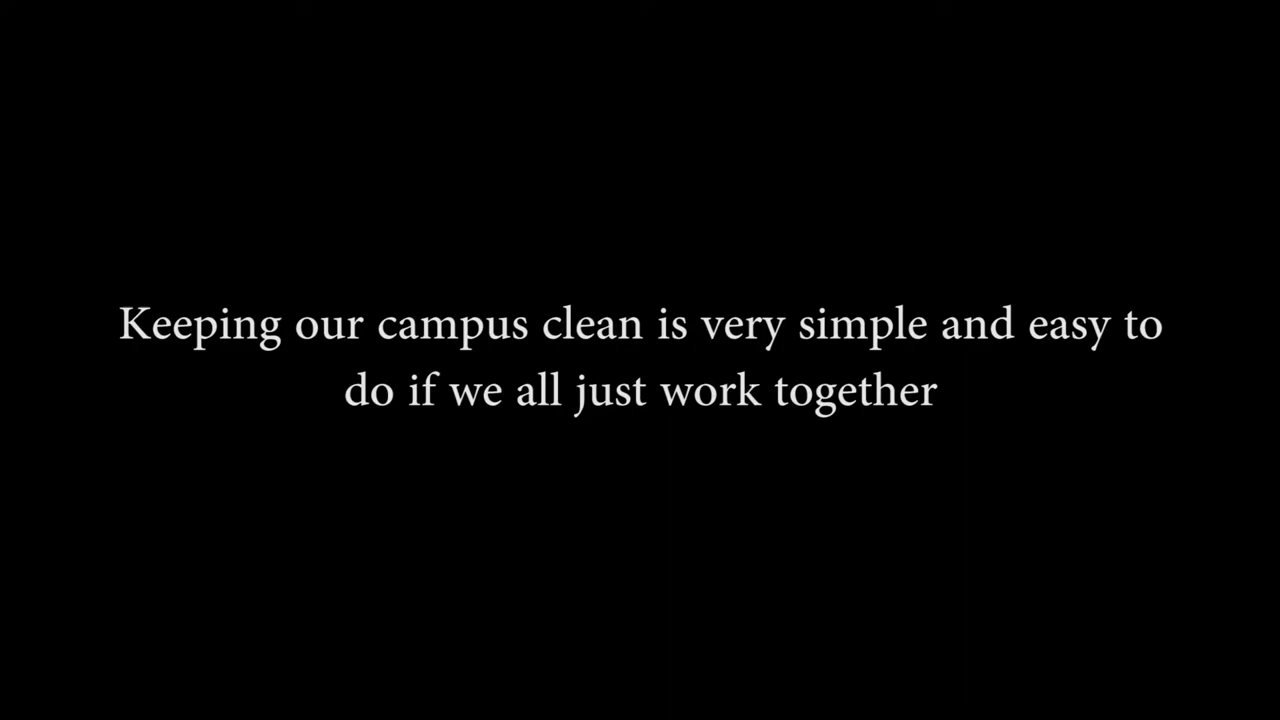 Keeping our campus clean is very simple and easy to
do if we all just work together